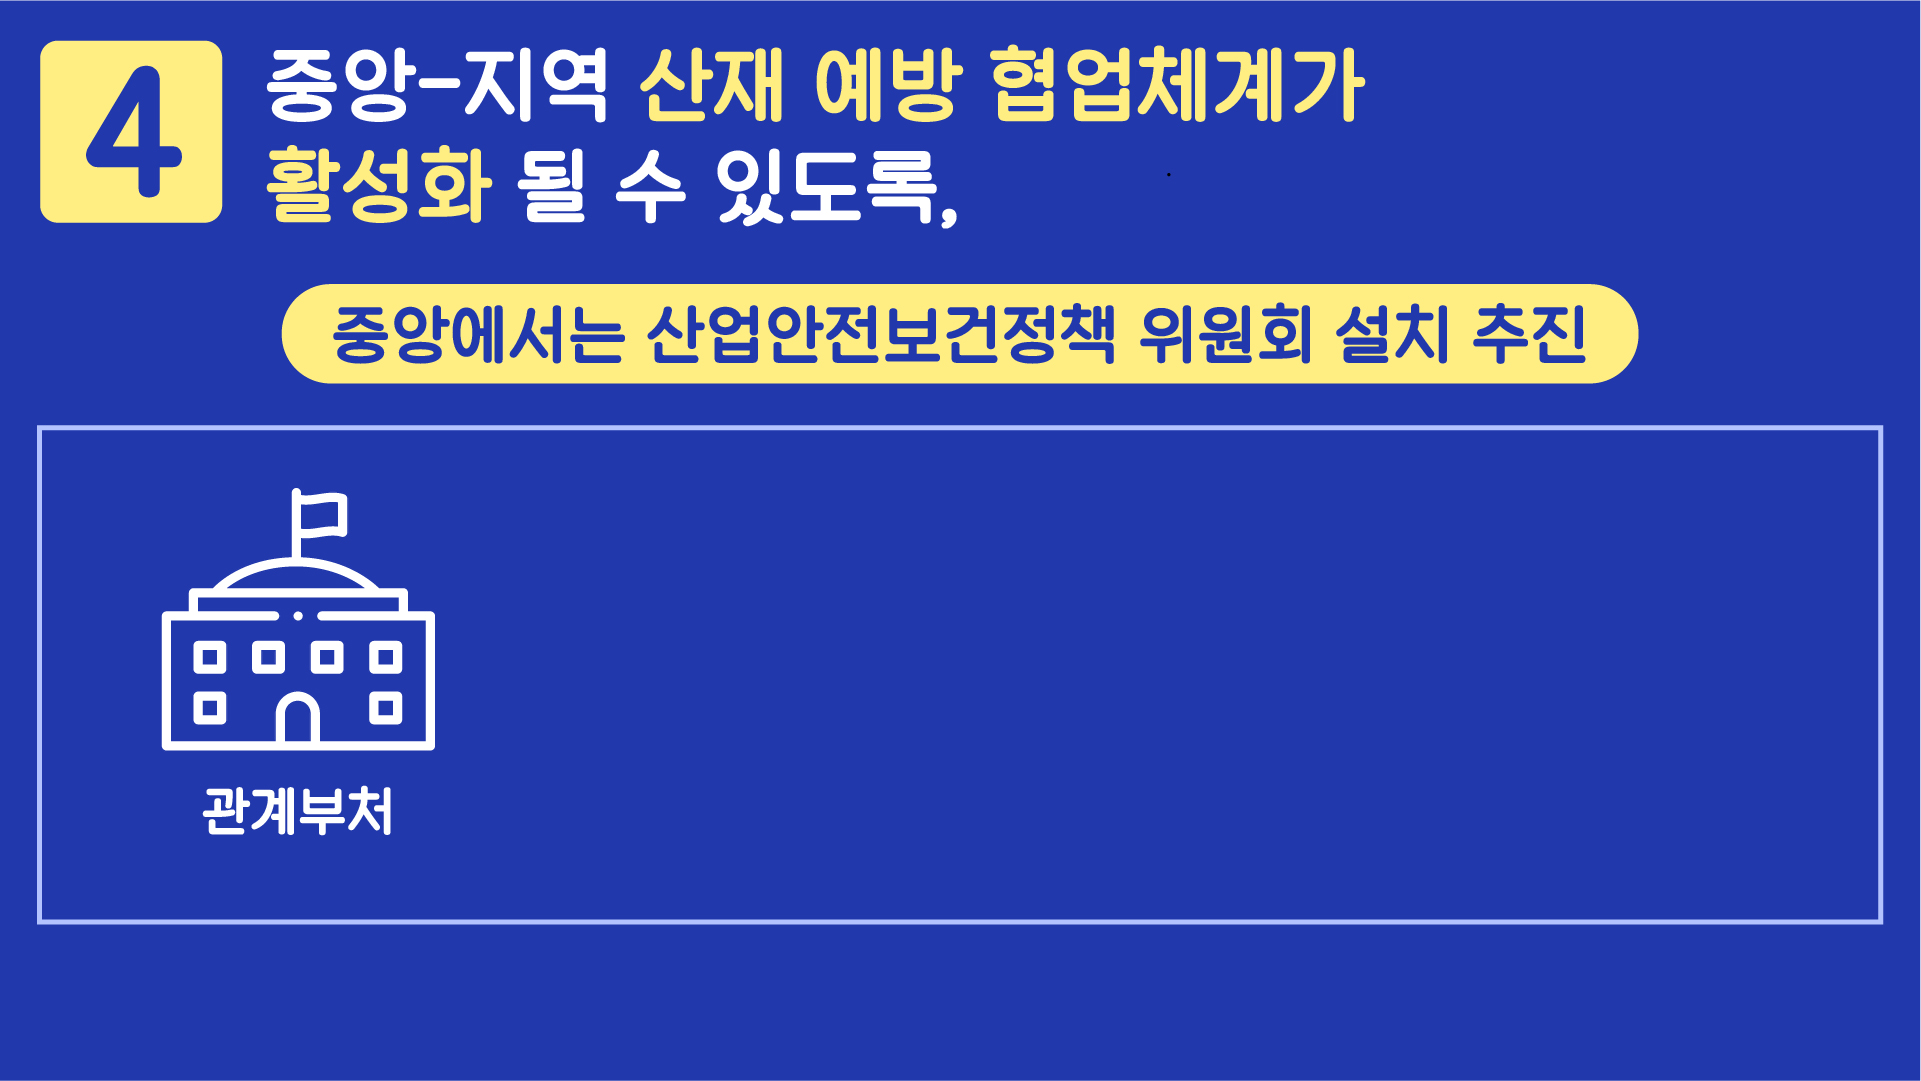 4
중앙-지역 산재 예방 협업체계가
활성화 될 수 있도록,
중앙에서는 산업안전보건정책 위원회 설치 추진
관계부처